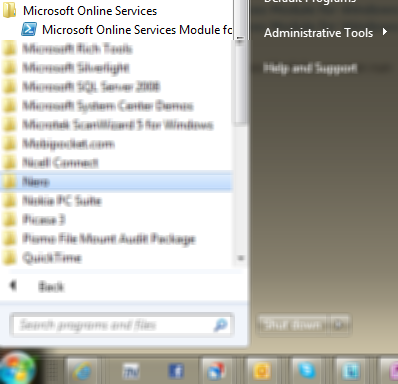 Default Programs
Microsoft Online Services
Microsoft Online Services Module fo
Administrative Tools
Microsoft Rich Tools
Help and Support
Microsoft Silverlight
Microsoft SQL Server 2008
Microsoft System Center Demos
Microtek ScanWizard 5 for Windows
Mobipocket.com
Nicell Connect
Nero
Nokia PC Suite
Picasa 3
Pismo File Mount Audit Package
QuickTime
Back
Search programs and files
Shut down